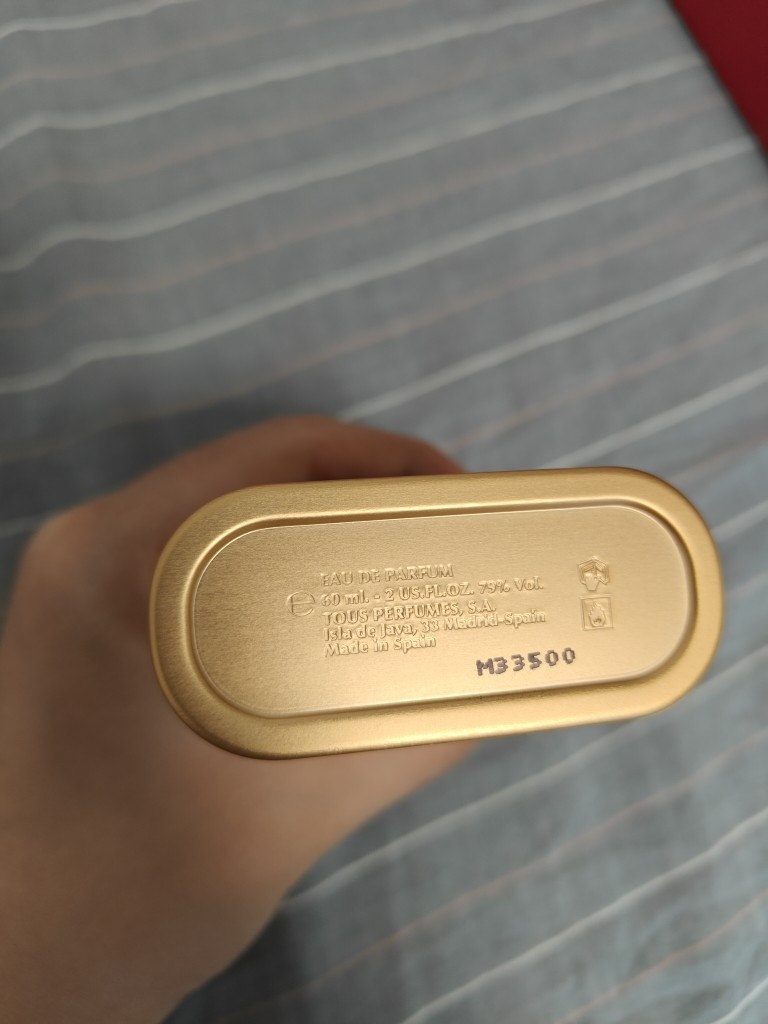 EAU DE PARFUM
e 60 mL - 2 US.FL.OZ. 79% Vol.
TOUS PERFUMES, S.A.
Isla de Java, 33 Madrid-Spain
Made in Spain
M33500